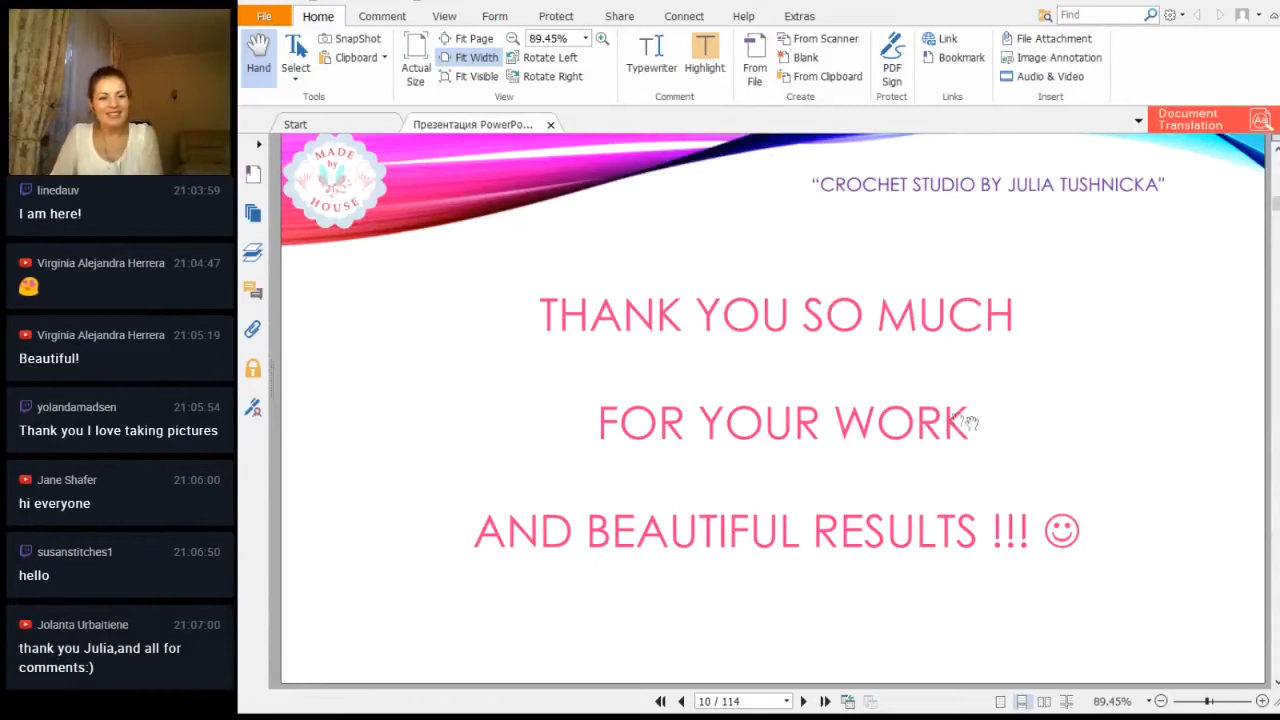 File
Home
Comment
View
Form
Protect
Share
Connect
Help
Extras
Find
Hand
Select
SnapShot
Clipboard
Tools
Actual
Size
Fit Page
Fit Width
Fit Visible
89.45%
Rotate Left
Rotate Right
View
Typewriter
Highlight
Comment
From
File
From Scanner
Blank
From Clipboard
Create
PDF
Sign
Protect
Link
Bookmark
Links
File Attachment
Image Annotation
Audio & Video
Insert
Start
Презентация PowerPo...
Document
Translation
MADE
by
HOUSE
“CROCHET STUDIO BY JULIA TUSHNICKA"
THANK YOU SO MUCH
FOR YOUR WORK
AND BEAUTIFUL RESULTS !!! ☺
linedauv 21:03:59
I am here!
Virginia Alejandra Herrera 21:04:47
😍
Virginia Alejandra Herrera 21:05:19
Beautiful!
yolandamadsen 21:05:54
Thank you I love taking pictures
Jane Shafer 21:06:00
hi everyone
susanstitches1 21:06:50
hello
Jolanta Urbaitiene 21:07:00
thank you Julia,and all for
comments:)
10 / 114
89.45%